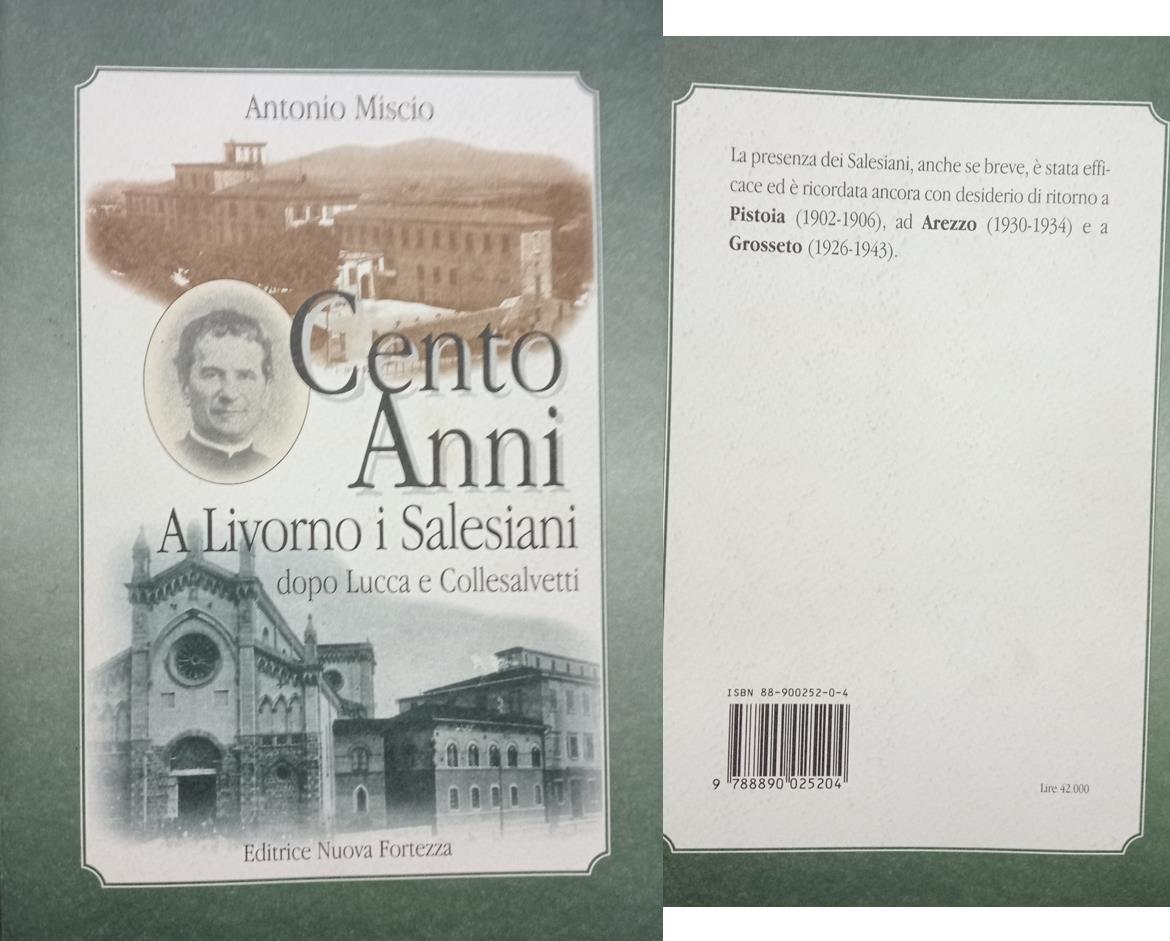 Antonio Miscio
Cento
Anni
A Livorno i Salesiani
dopo Lucca e Collesalvetti
Editrice Nuova Fortezza
La presenza dei Salesiani, anche se breve, è stata effi-
cace ed è ricordata ancora con desiderio di ritorno a
Pistoia (1902-1906), ad Arezzo (1930-1934) e a
Grosseto (1926-1943).
ISBN 88-900252-0-4
9 788890 025204
Lire 42.000